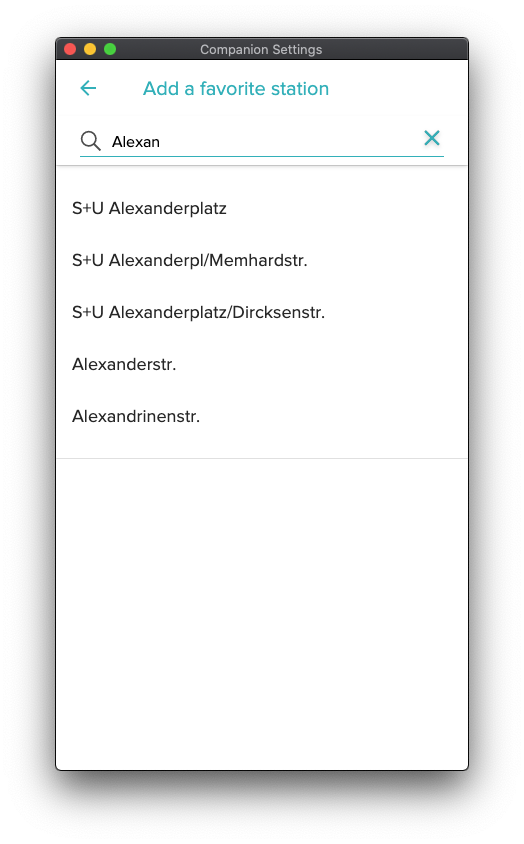 Companion Settings
Add a favorite station
Alexan
S+U Alexanderplatz
S+U Alexanderpl/Memhardstr.
S+U Alexanderplatz/Dircksenstr.
Alexanderstr.
Alexandrinenstr.